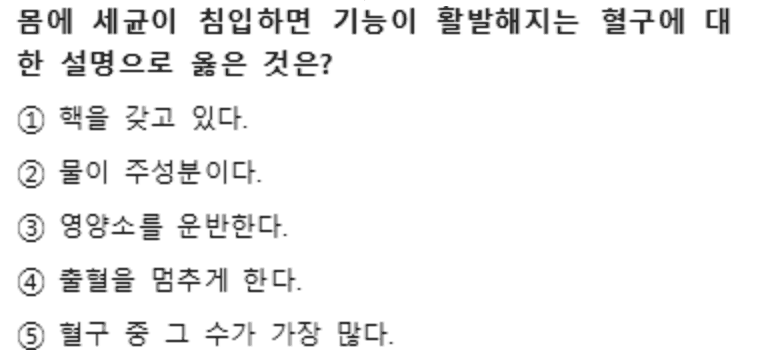 몸에 세균이 침입하면 기능이 활발해지는 혈구에 대
한 설명으로 옳은 것은?
① 핵을 갖고 있다.
② 물이 주성분이다.
③ 영양소를 운반한다.
④ 출혈을 멈추게 한다.
⑤ 혈구 중 그 수가 가장 많다.